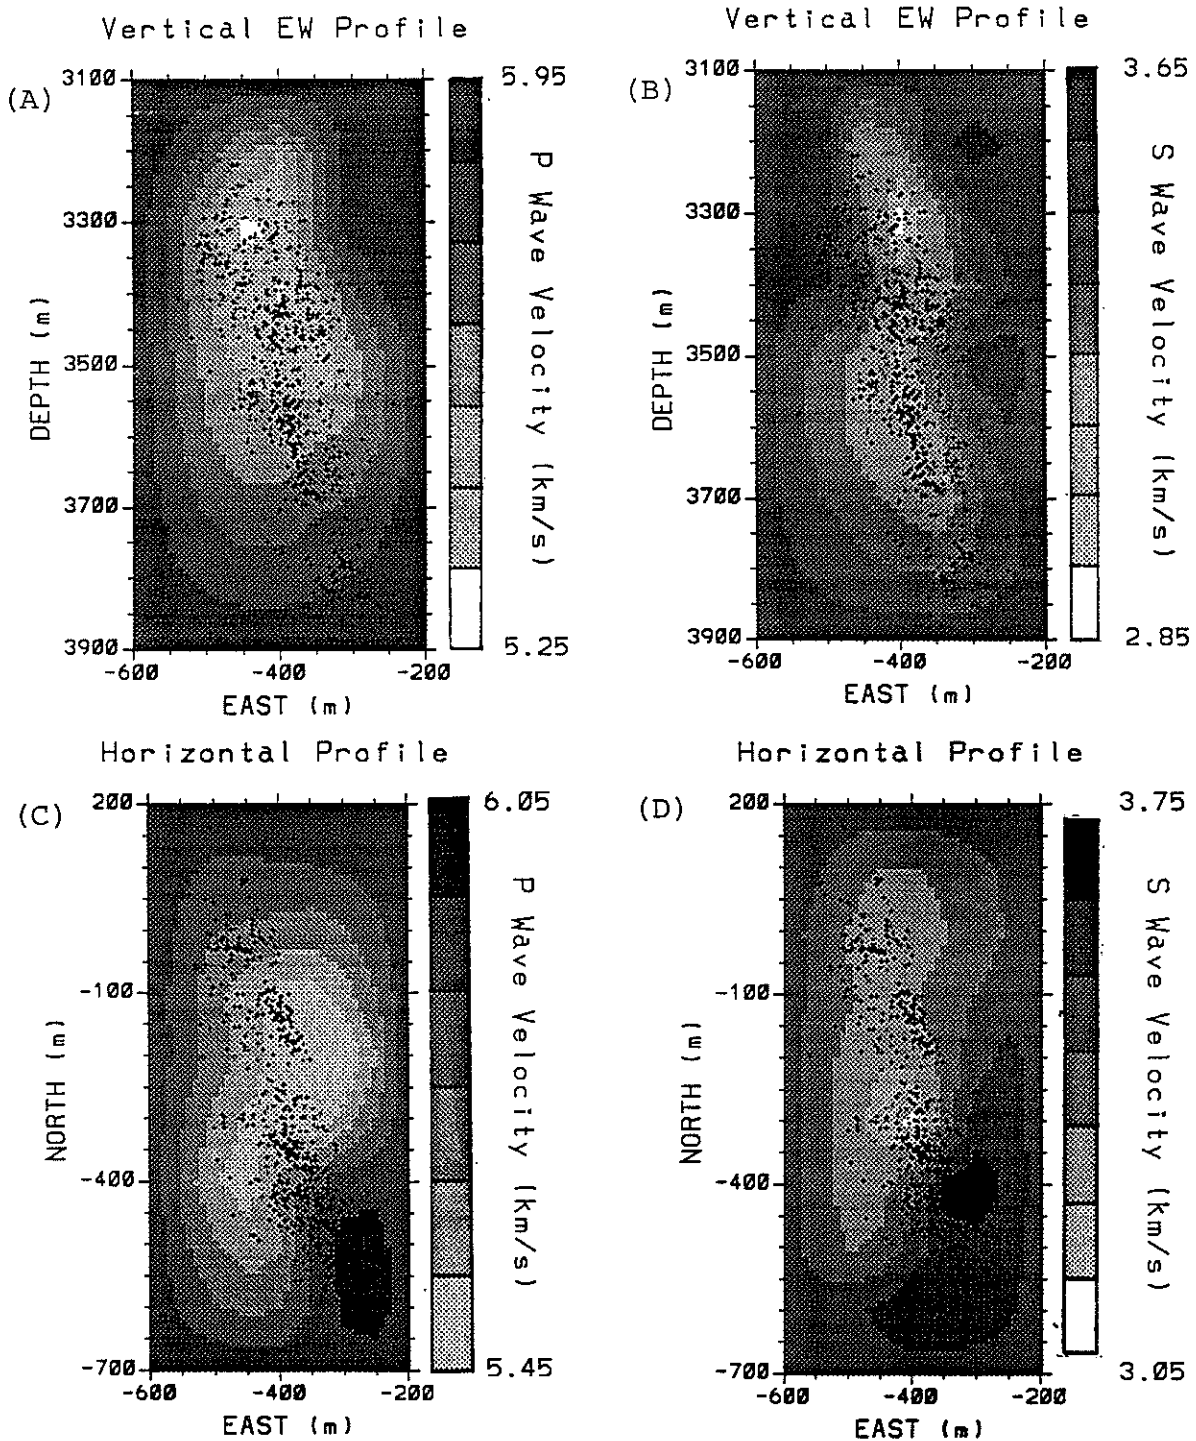 Vertical EW Profile
(A)
3100
3300
3500
3700
3900
DEPTH (m)
-600
-400
-200
EAST (m)
5.95
5.25
P Wave Velocity (km/s)
Vertical EW Profile
(B)
3100
3300
3500
3700
3900
DEPTH (m)
-600
-400
-200
EAST (m)
3.65
2.85
S Wave Velocity (km/s)
Horizontal Profile
(C)
200
-100
-400
-700
NORTH (m)
-600
-400
-200
EAST (m)
6.05
5.45
P Wave Velocity (km/s)
Horizontal Profile
(D)
200
-100
-400
-700
NORTH (m)
-600
-400
-200
EAST (m)
3.75
3.05
S Wave Velocity (km/s)